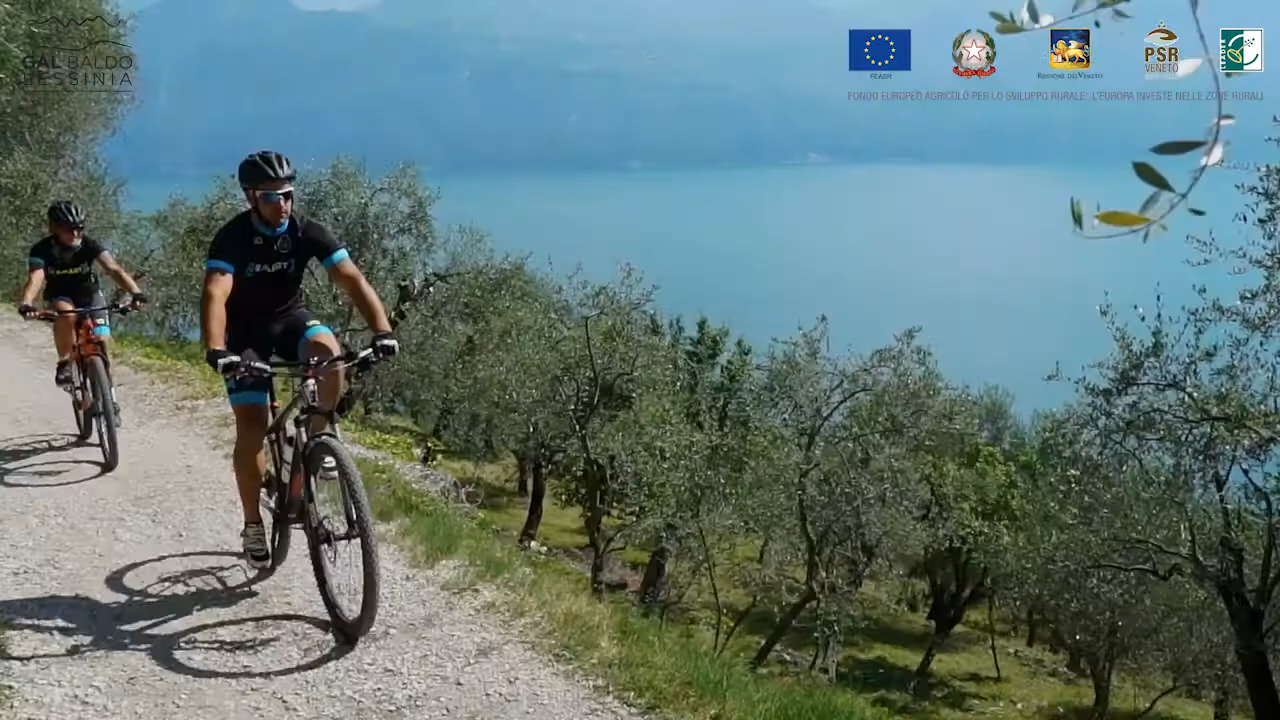 GAL BALDO
LESSINIA
FEASR
REGIONE DEL VENETO
PSR
VENETO
LEADER
FONDO EUROPEO AGRICOLO PER LO SVILUPPO RURALE: L'EUROPA INVESTE NELLE ZONE RURALI